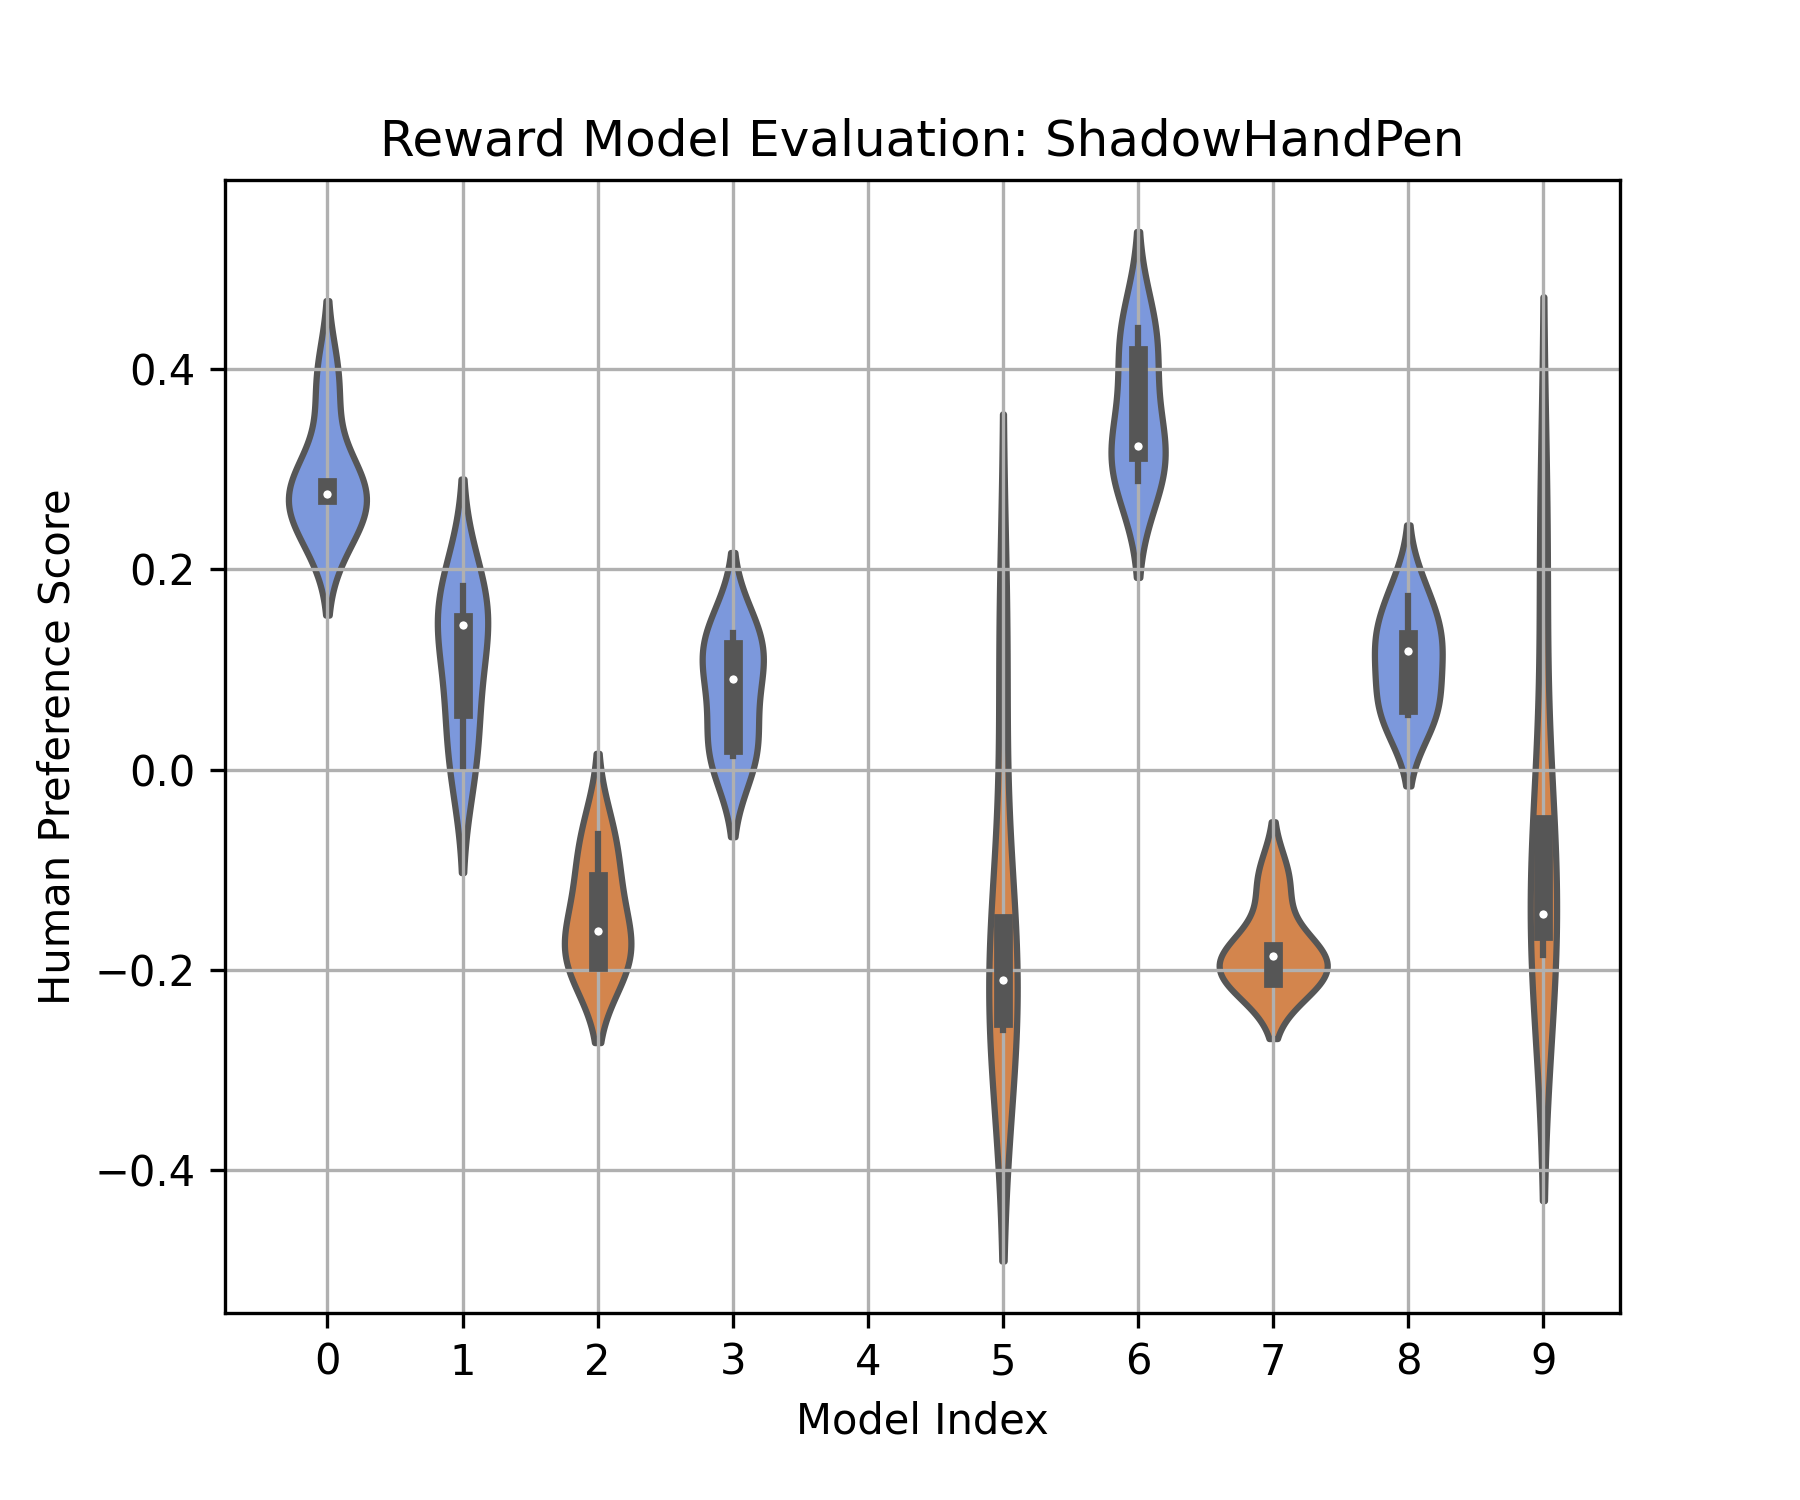 Reward Model Evaluation: ShadowHandPen
Human Preference Score
0.4
0.2
0.0
−0.2
−0.4
0 1 2 3 4 5 6 7 8 9
Model Index